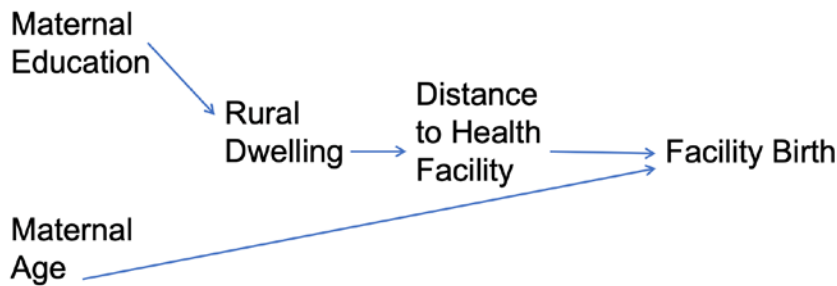 Maternal
Education
Rural
Dwelling
Distance
to Health
Facility
Facility Birth
Maternal
Age